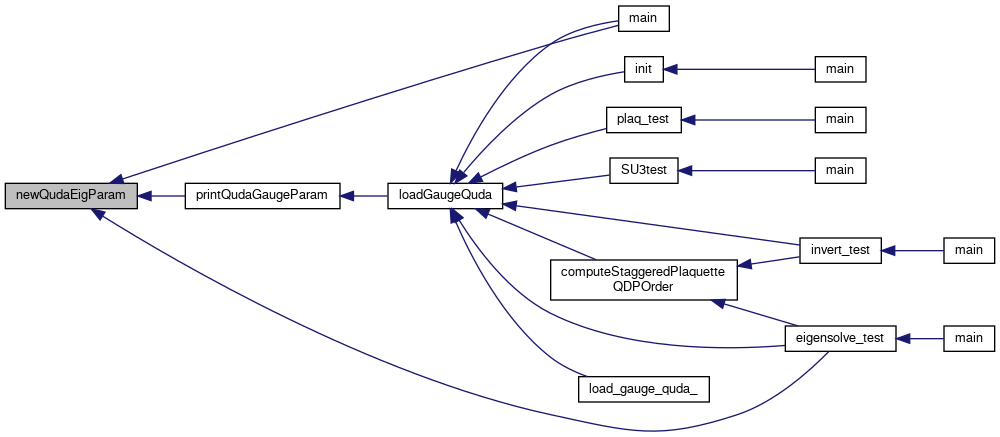 main
init
main
plaq_test
main
SU3test
main
newQudaEigParam
printQudaGaugeParam
loadGaugeQuda
invert_test
main
computeStaggeredPlaquette
QDPOrder
eigensolve_test
main
load_gauge_quda_